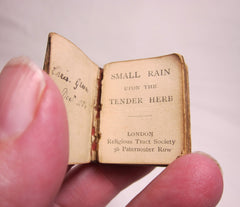 SMALL RAIN
UPON THE
TENDER HERB
LONDON
Religious Tract Society
56 Paternoster Row